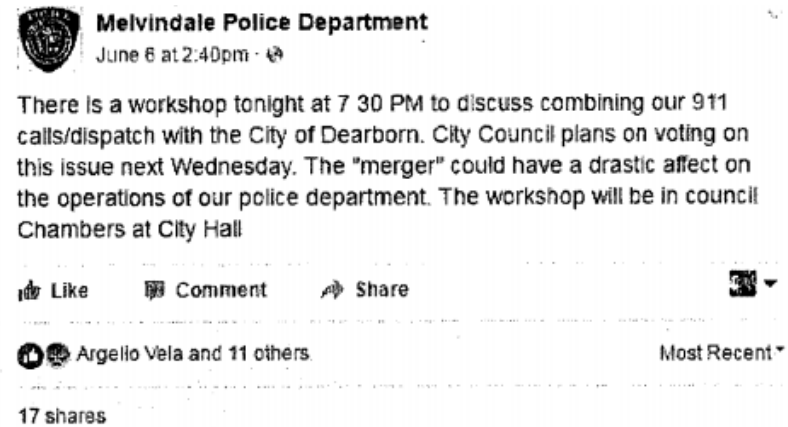 Melvindale Police Department
June 6 at 2:40pm ·
There is a workshop tonight at 7 30 PM to discuss combining our 911
calls/dispatch with the City of Dearborn. City Council plans on voting on
this issue next Wednesday. The "merger" could have a drastic affect on
the operations of our police department. The workshop will be in council
Chambers at City Hall
Like Comment Share
Argelio Vela and 11 others Most Recent
17 shares